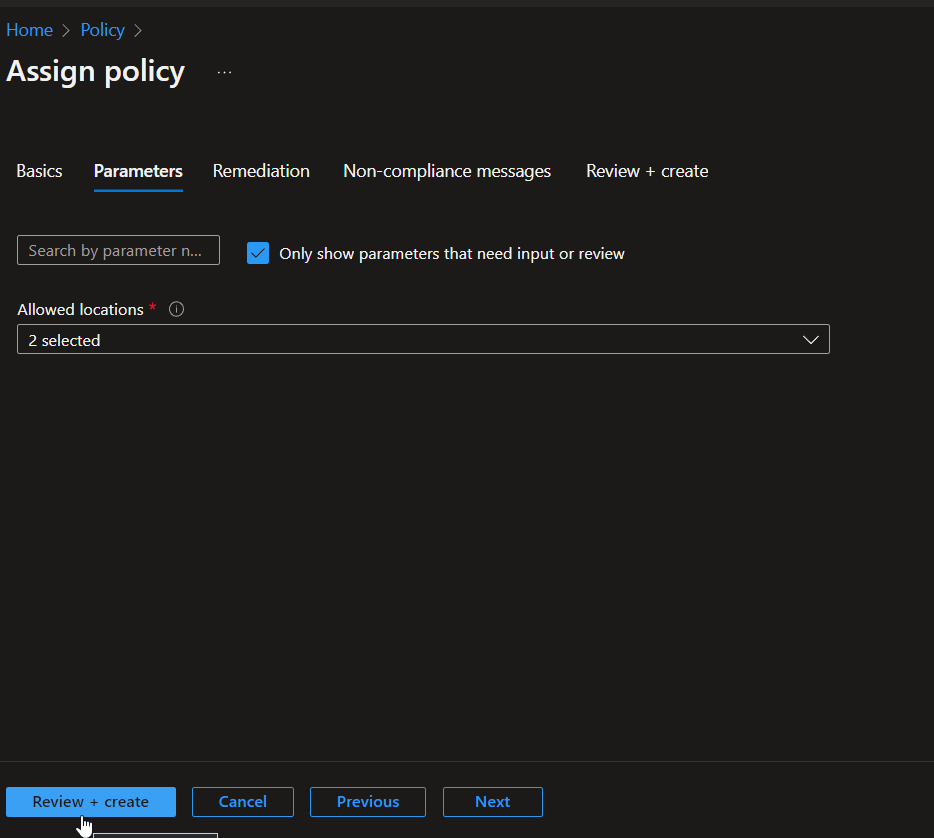 Home > Policy >
Assign policy ...
Basics Parameters Remediation Non-compliance messages Review + create
Search by parameter n... Only show parameters that need input or review
Allowed locations *
2 selected
Review + create Cancel Previous Next